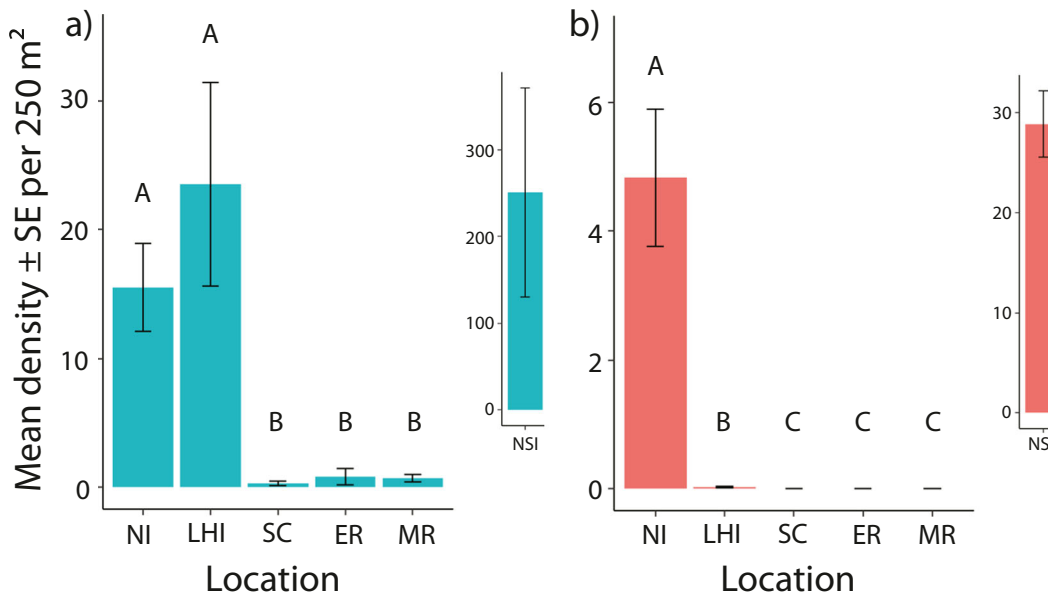 Mean density ± SE per 250 m²
a)
30
20
10
0
A
A
B
B
B
NI LHI SC ER MR
Location
300
200
100
0
NSI
b)
6
4
2
0
A
B
C
C
C
NI LHI SC ER MR
Location
30
20
10
0
NS